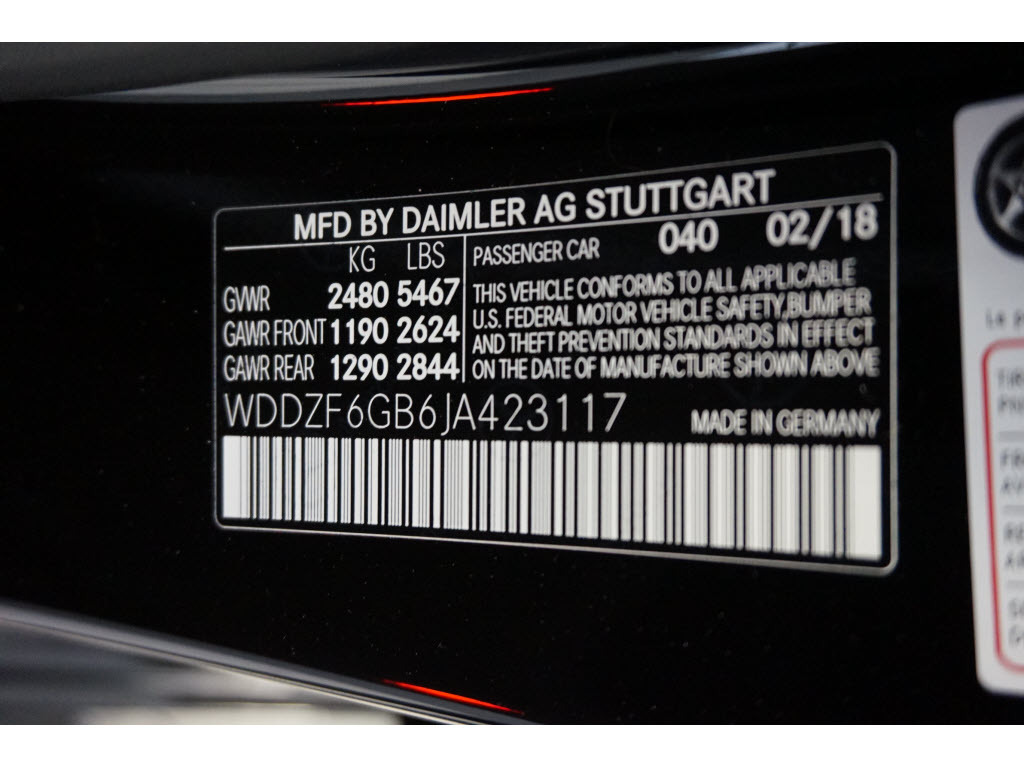 MFD BY DAIMLER AG STUTTGART
KG LBS
GVWR 2480 5467
GAWR FRONT 1190 2624
GAWR REAR 1290 2844
PASSENGER CAR 040 02/18
THIS VEHICLE CONFORMS TO ALL APPLICABLE
U.S. FEDERAL MOTOR VEHICLE SAFETY, BUMPER
AND THEFT PREVENTION STANDARDS IN EFFECT
ON THE DATE OF MANUFACTURE SHOWN ABOVE
WDDZF6GB6JA423117 MADE IN GERMANY